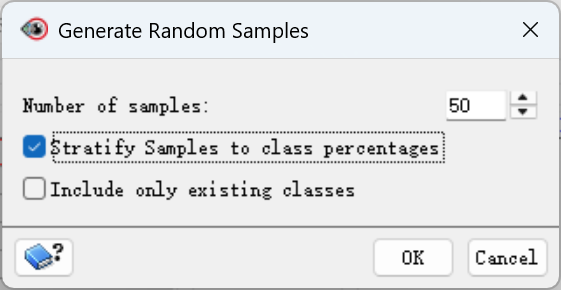 Generate Random Samples
Number of samples: 50
Stratify Samples to class percentages
Include only existing classes
? OK Cancel